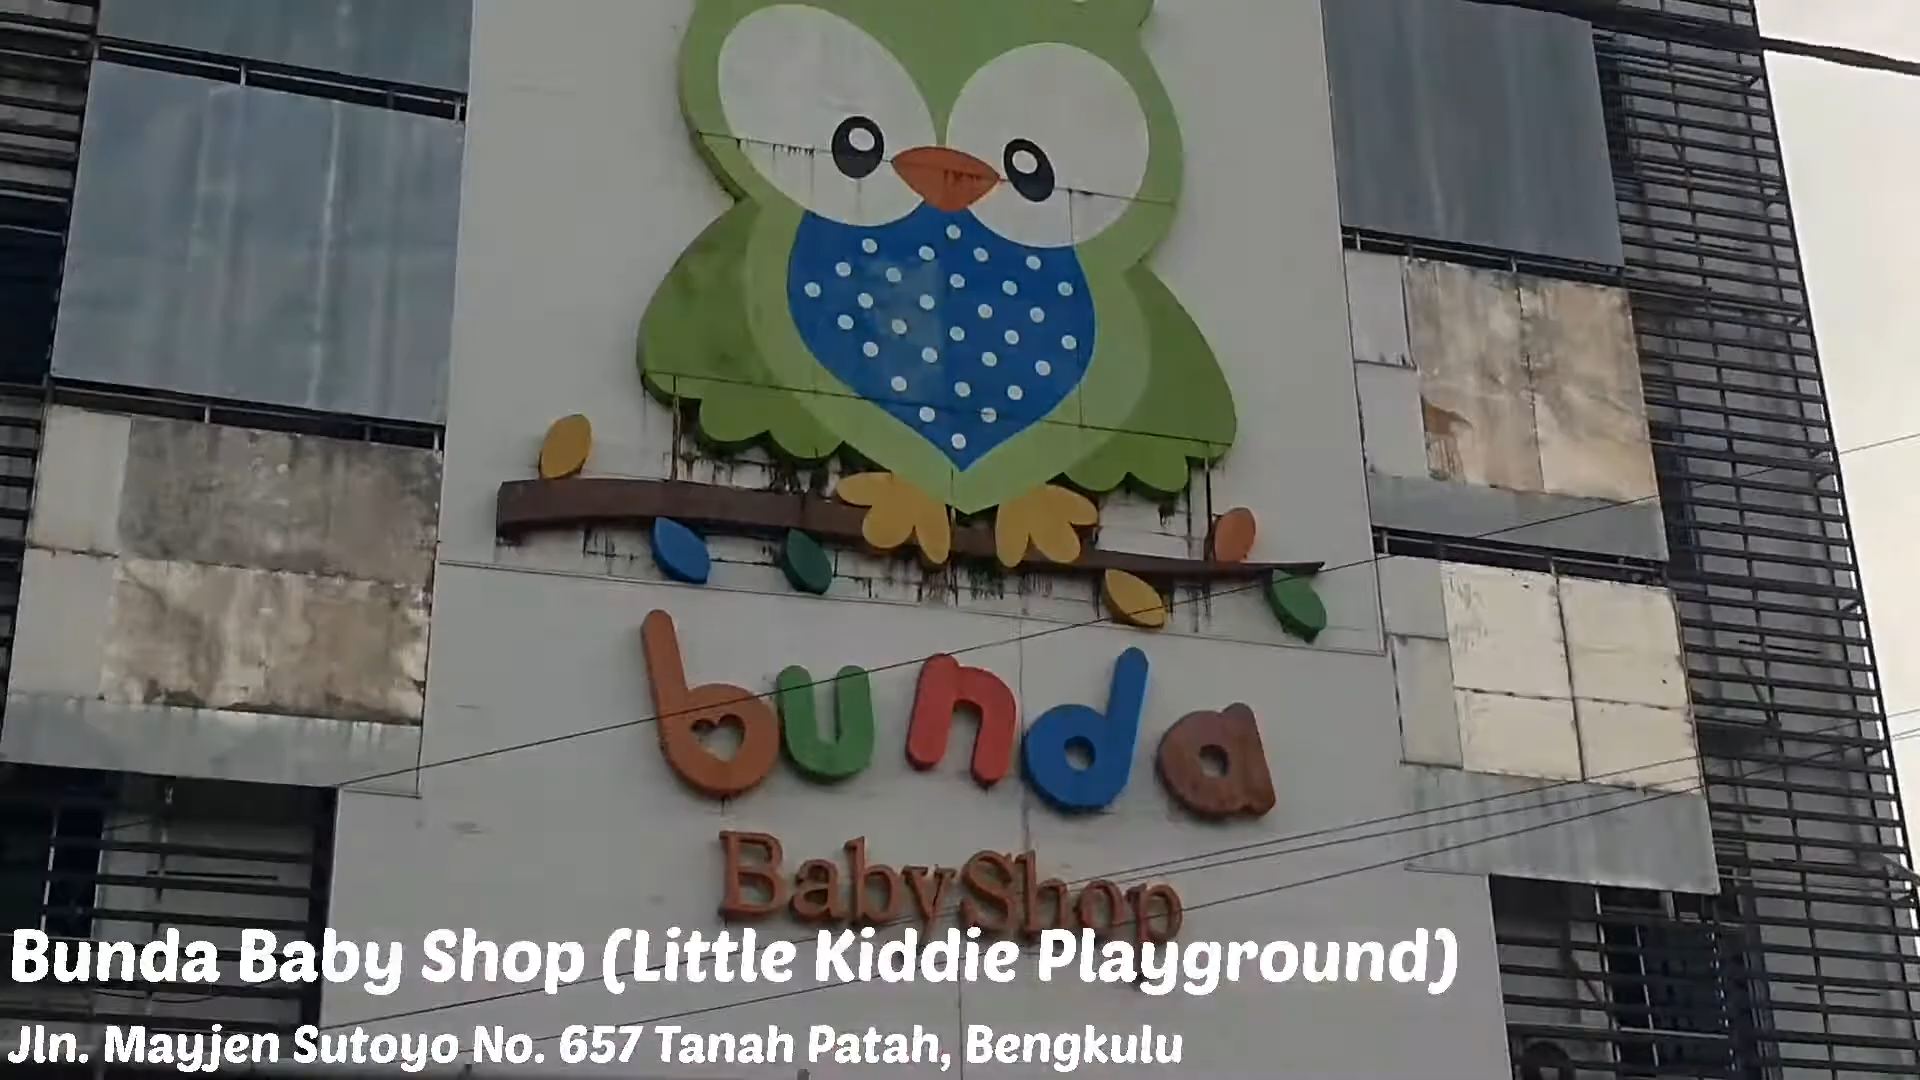 bunda
BabyShop
Bunda Baby Shop (Little Kiddie Playground)
Jln. Mayjen Sutoyo No. 657 Tanah Patah, Bengkulu